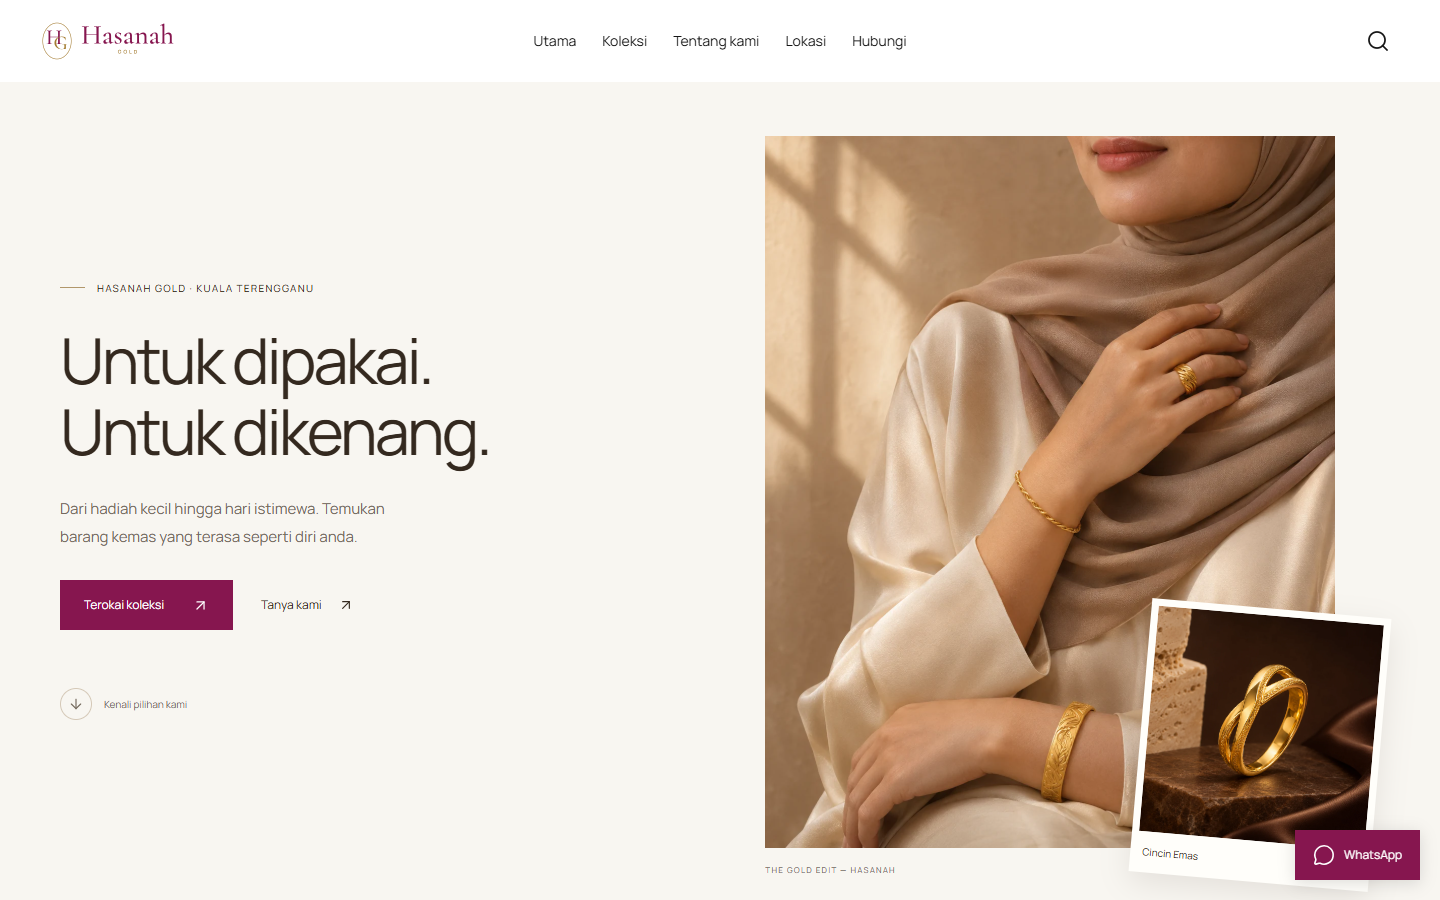 HG Hasanah
GOLD
Utama Koleksi Tentang kami Lokasi Hubungi
HASANAH GOLD · KUALA TERENGGANU
Untuk dipakai.
Untuk dikenang.
Dari hadiah kecil hingga hari istimewa. Temukan
barang kemas yang terasa seperti diri anda.
Terokai koleksi
Tanya kami
Kenali pilihan kami
THE GOLD EDIT — HASANAH
Cincin Emas
WhatsApp